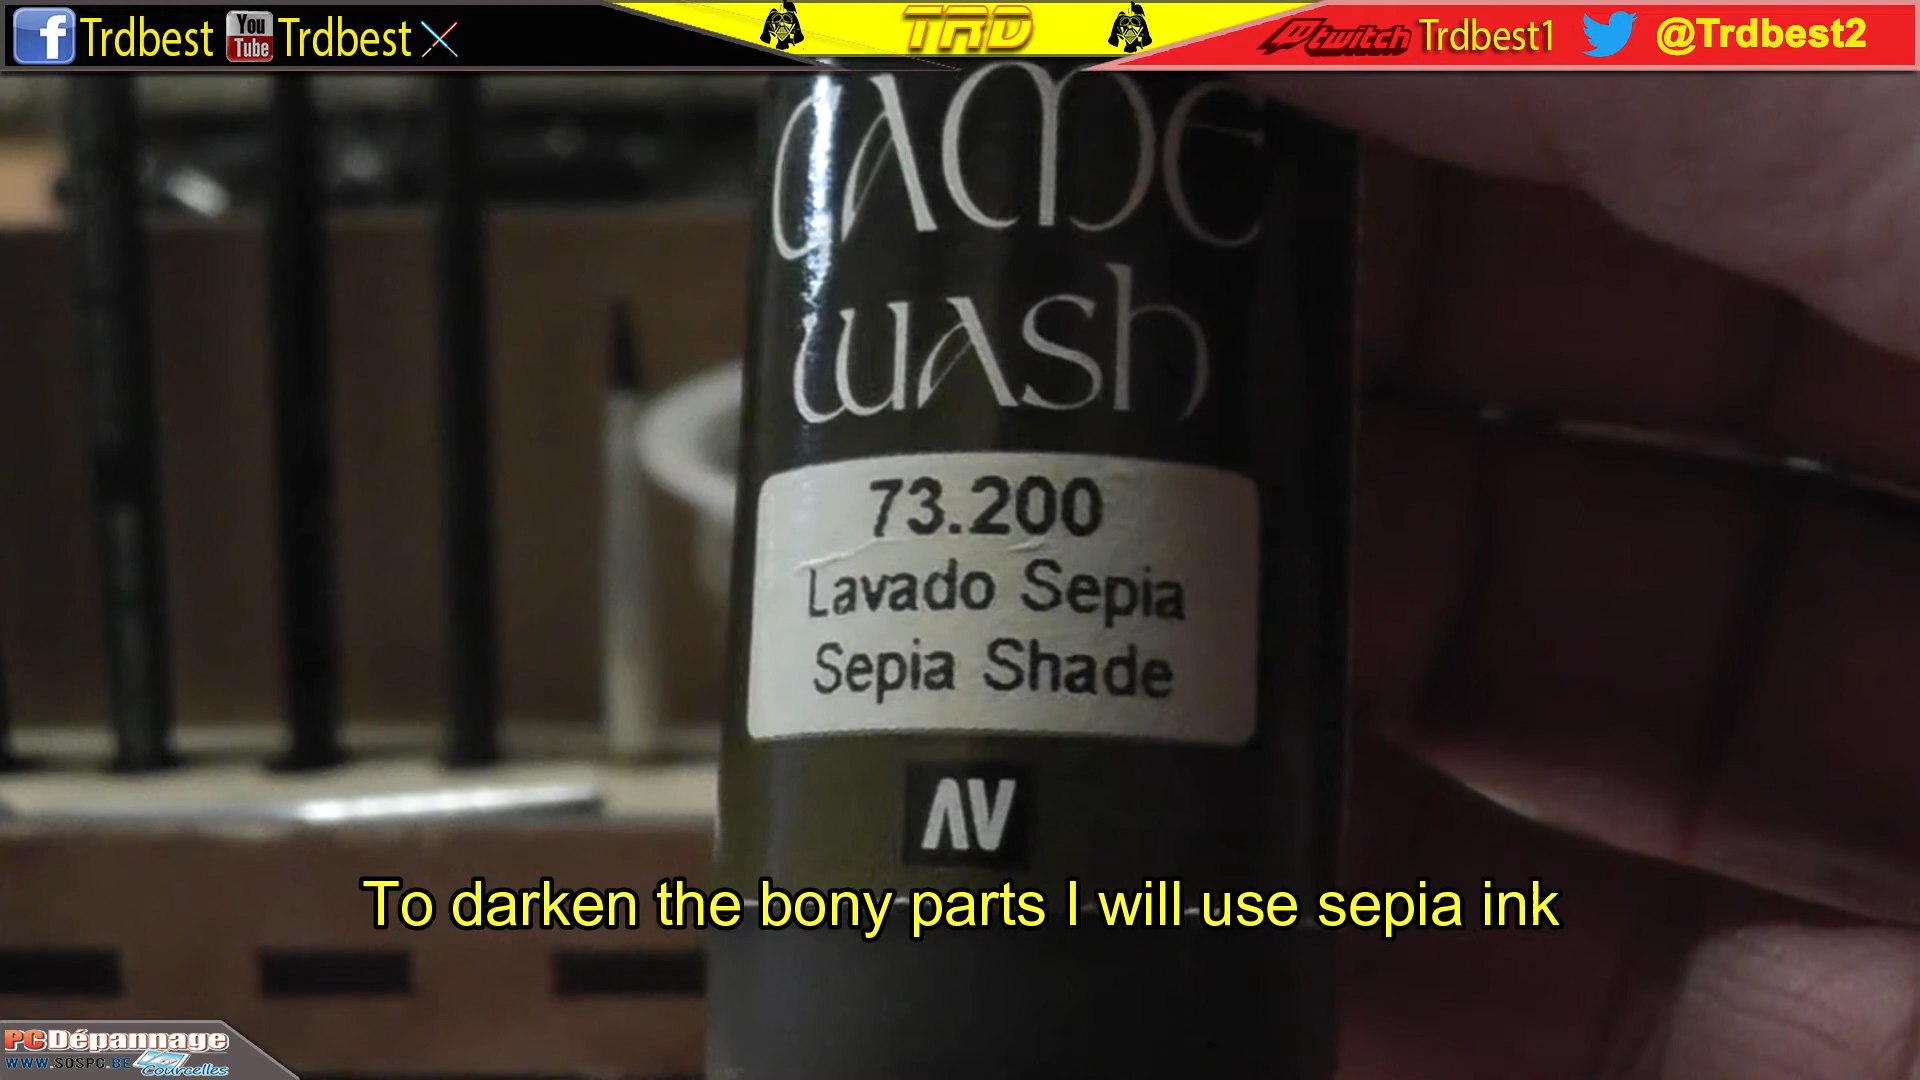 Trdbest
You Tube Trdbest
TRD
twitch Trdbest1
@Trdbest2
GAME
WASH
73.200
Lavado Sepia
Sepia Shade
AV
To darken the bony parts I will use sepia ink
PCDépannage
WWW.SOSPC.BE
Courcelles